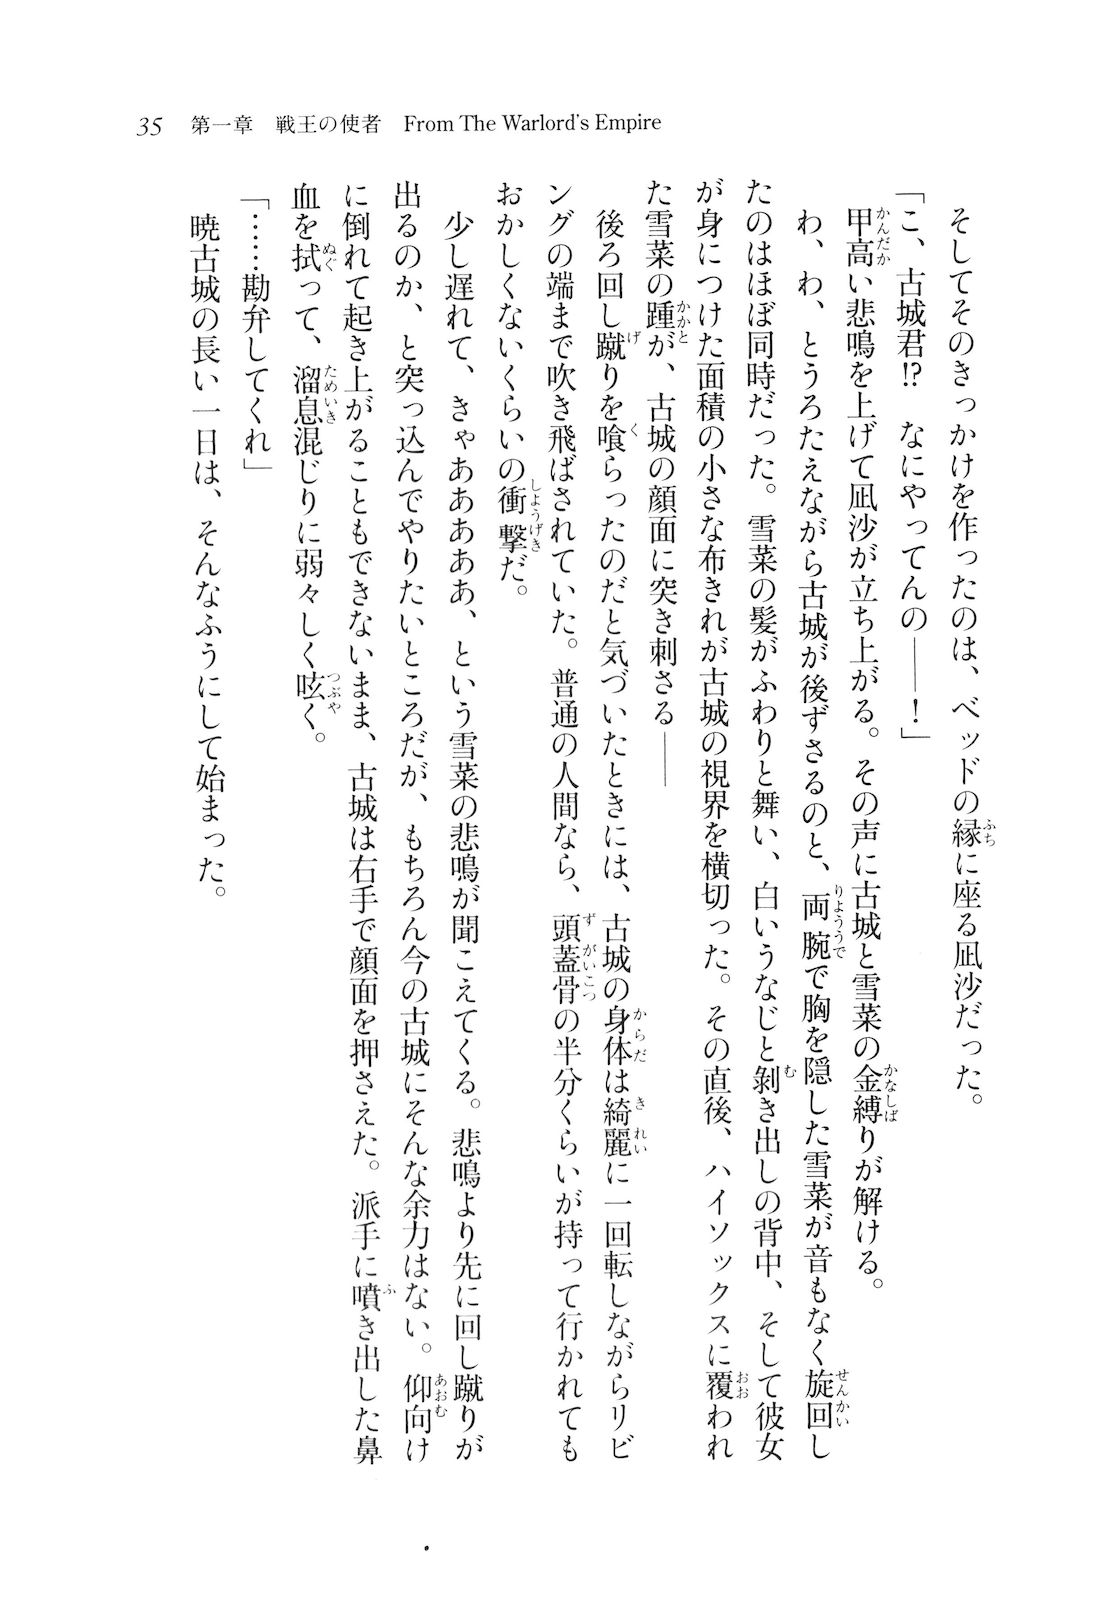 35 第一章 戦王の使者 From The Warlord's Empire
そしてそのきっかけを作ったのは、ベッドの縁に座る凪沙だった。
「こ、古城君!? なにやってんの——！」
甲高い悲鳴を上げて凪沙が立ち上がる。その声に古城と雪菜の金縛りが解ける。
わ、わ、とうろたえながら古城が後ずさるのと、両腕で胸を隠した雪菜が音もなく旋回し
たのはほぼ同時だった。雪菜の髪がふわりと舞い、白いうなじと剝き出しの背中、そして彼女
が身につけた面積の小さな布きれが古城の視界を横切った。その直後、ハイソックスに覆われ
た雪菜の踵が、古城の顔面に突き刺さる——
後ろ回し蹴りを喰らったのだと気づいたときには、古城の身体は綺麗に一回転しながらリビ
ングの端まで吹き飛ばされていた。普通の人間なら、頭蓋骨の半分くらいが持って行かれても
おかしくないくらいの衝撃だ。
少し遅れて、きゃあああああ、という雪菜の悲鳴が聞こえてくる。悲鳴より先に回し蹴りが
出るのか、と突っ込んでやりたいところだが、もちろん今の古城にそんな余力はない。仰向け
に倒れて起き上がることもできないまま、古城は右手で顔面を押さえた。派手に噴き出した鼻
血を拭って、溜息混じりに弱々しく呟く。
「……勘弁してくれ」
暁古城の長い一日は、そんなふうにして始まった。